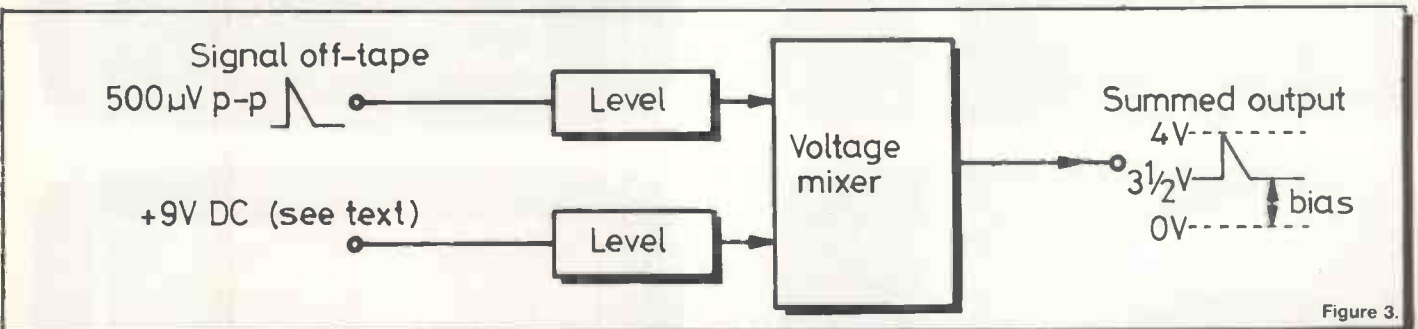 Signal off-tape
500µV p-p
Level
+9V DC (see text)
Level
Voltage
mixer
Summed output
4V
3½V
bias
0V
Figure 3.